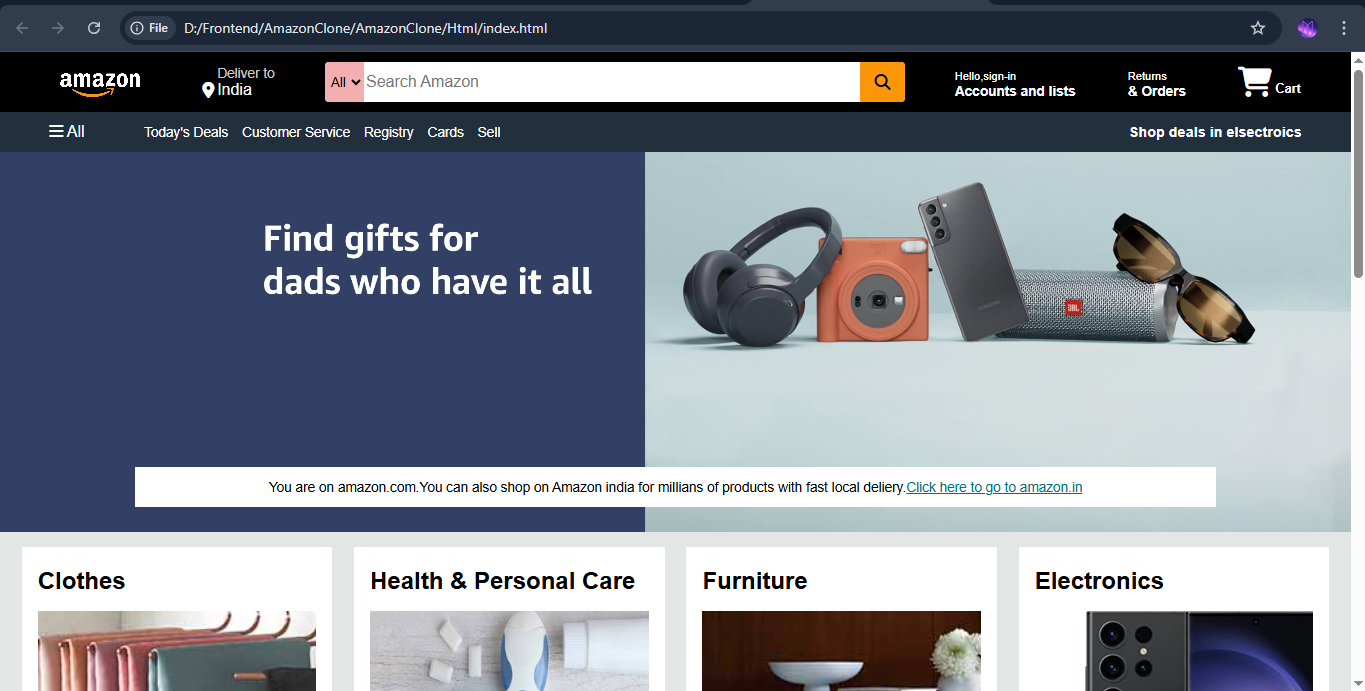 File D:/Frontend/AmazonClone/AmazonClone/Html/index.html
amazon
Deliver to
India
All
Search Amazon
Hello,sign-in
Accounts and lists
Returns
& Orders
Cart
All
Today's Deals Customer Service Registry Cards Sell
Shop deals in elsectroics
Find gifts for
dads who have it all
JBL
You are on amazon.com.You can also shop on Amazon india for millians of products with fast local deliery.Click here to go to amazon.in
Clothes
Health & Personal Care
Furniture
Electronics